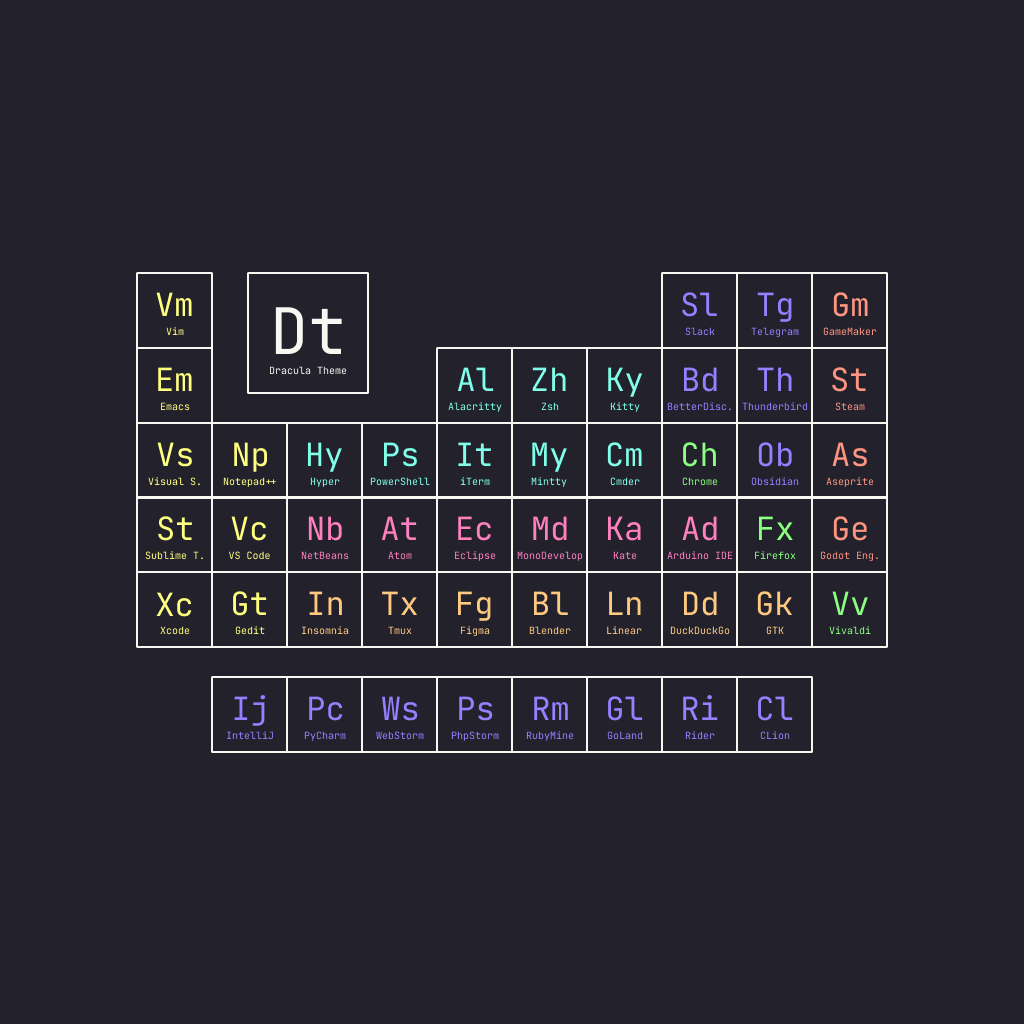 Vm
Vim
Dt
Dracula Theme
Sl
Slack
Tg
Telegram
Gm
GameMaker
Em
Emacs
Al
Alacritty
Zh
Zsh
Ky
Kitty
Bd
BetterDisc.
Th
Thunderbird
St
Steam
Vs
Visual S.
Np
Notepad++
Hy
Hyper
Ps
PowerShell
It
iTerm
My
Mintty
Cm
Cmder
Ch
Chrome
Ob
Obsidian
As
Aseprite
St
Sublime T.
Vc
VS Code
Nb
NetBeans
At
Atom
Ec
Eclipse
Md
MonoDevelop
Ka
Kate
Ad
Arduino IDE
Fx
Firefox
Ge
Godot Eng.
Xc
Xcode
Gt
Gedit
In
Insomnia
Tx
Tmux
Fg
Figma
Bl
Blender
Ln
Linear
Dd
DuckDuckGo
Gk
GTK
Vv
Vivaldi
Ij
IntelliJ
Pc
PyCharm
Ws
WebStorm
Ps
PhpStorm
Rm
RubyMine
Gl
GoLand
Ri
Rider
Cl
CLion